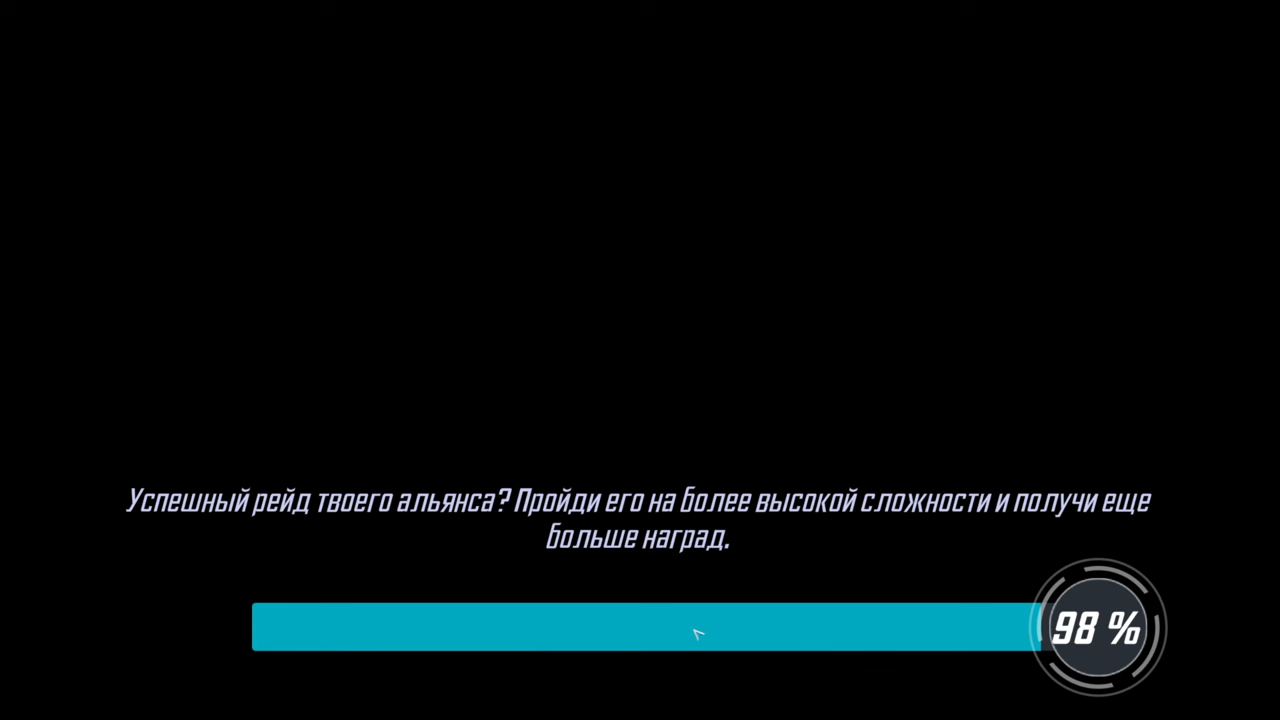 Успешный рейд твоего альянса? Пройди его на более высокой сложности и получи еще
больше наград.
98 %